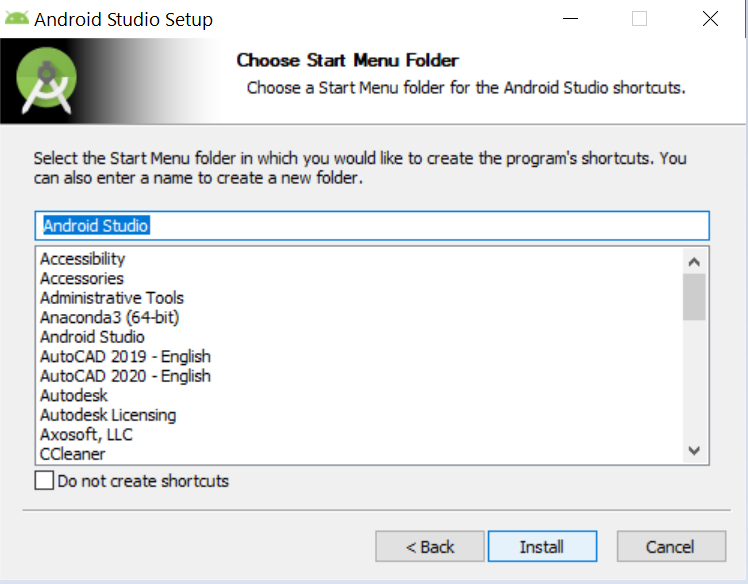 Android Studio Setup
Choose Start Menu Folder
Choose a Start Menu folder for the Android Studio shortcuts.
Select the Start Menu folder in which you would like to create the program's shortcuts. You
can also enter a name to create a new folder.
Android Studio
Accessibility
Accessories
Administrative Tools
Anaconda3 (64-bit)
Android Studio
AutoCAD 2019 - English
AutoCAD 2020 - English
Autodesk
Autodesk Licensing
Axosoft, LLC
CCleaner
Do not create shortcuts
< Back
Install
Cancel